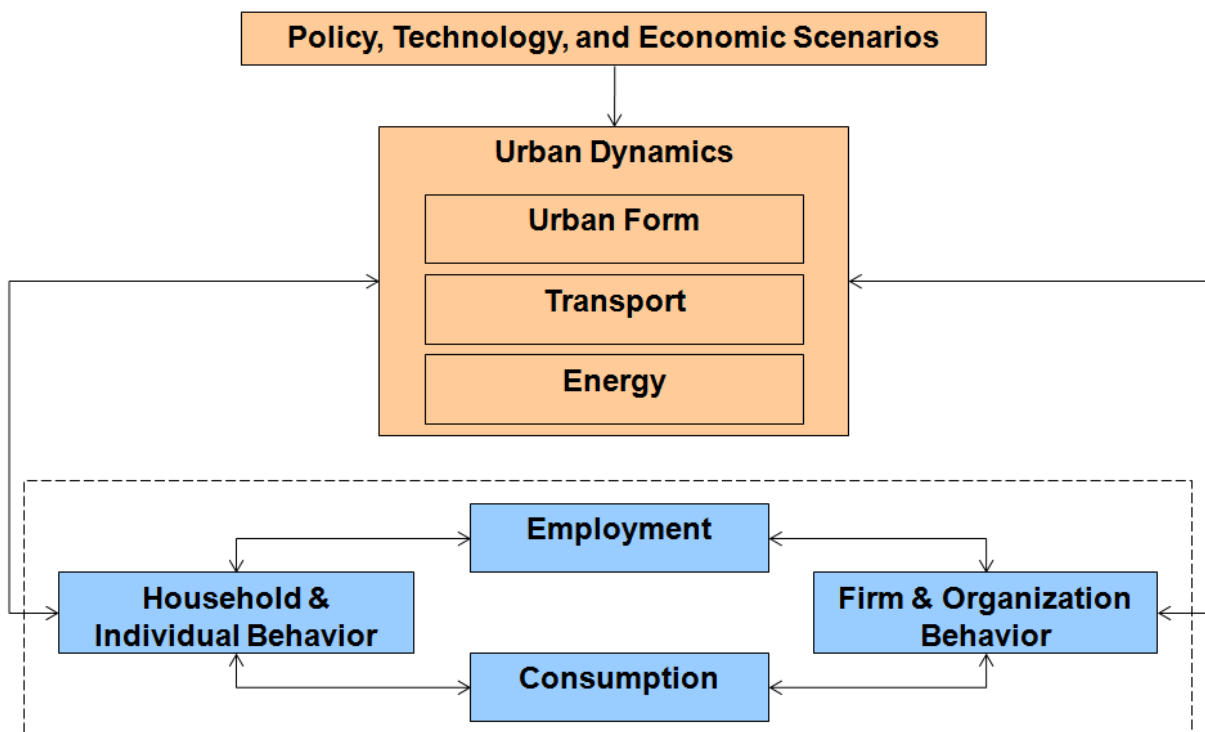 Policy, Technology, and Economic Scenarios
Urban Dynamics
Urban Form
Transport
Energy
Employment
Household &
Individual Behavior
Firm & Organization
Behavior
Consumption